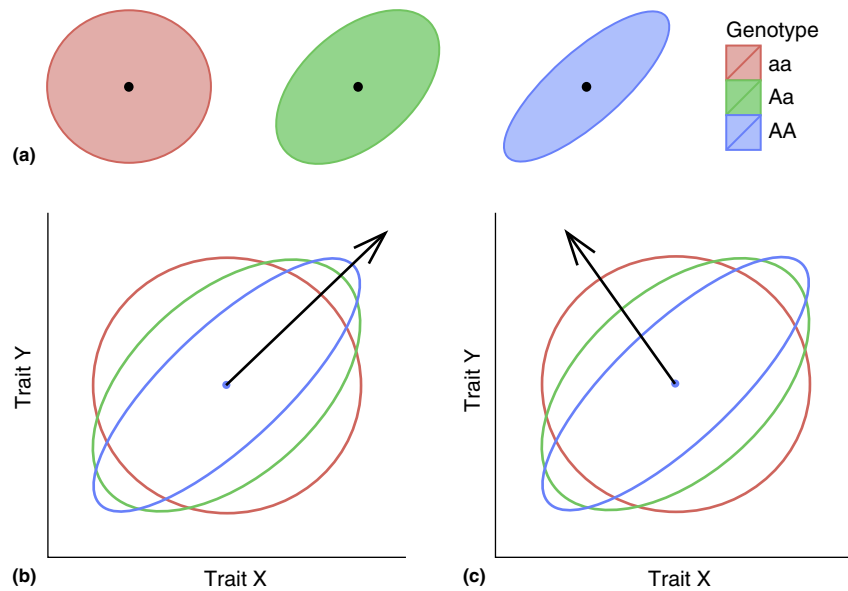 Genotype
aa
Aa
AA
(a)
Trait Y
Trait Y
(b)
Trait X
(c)
Trait X